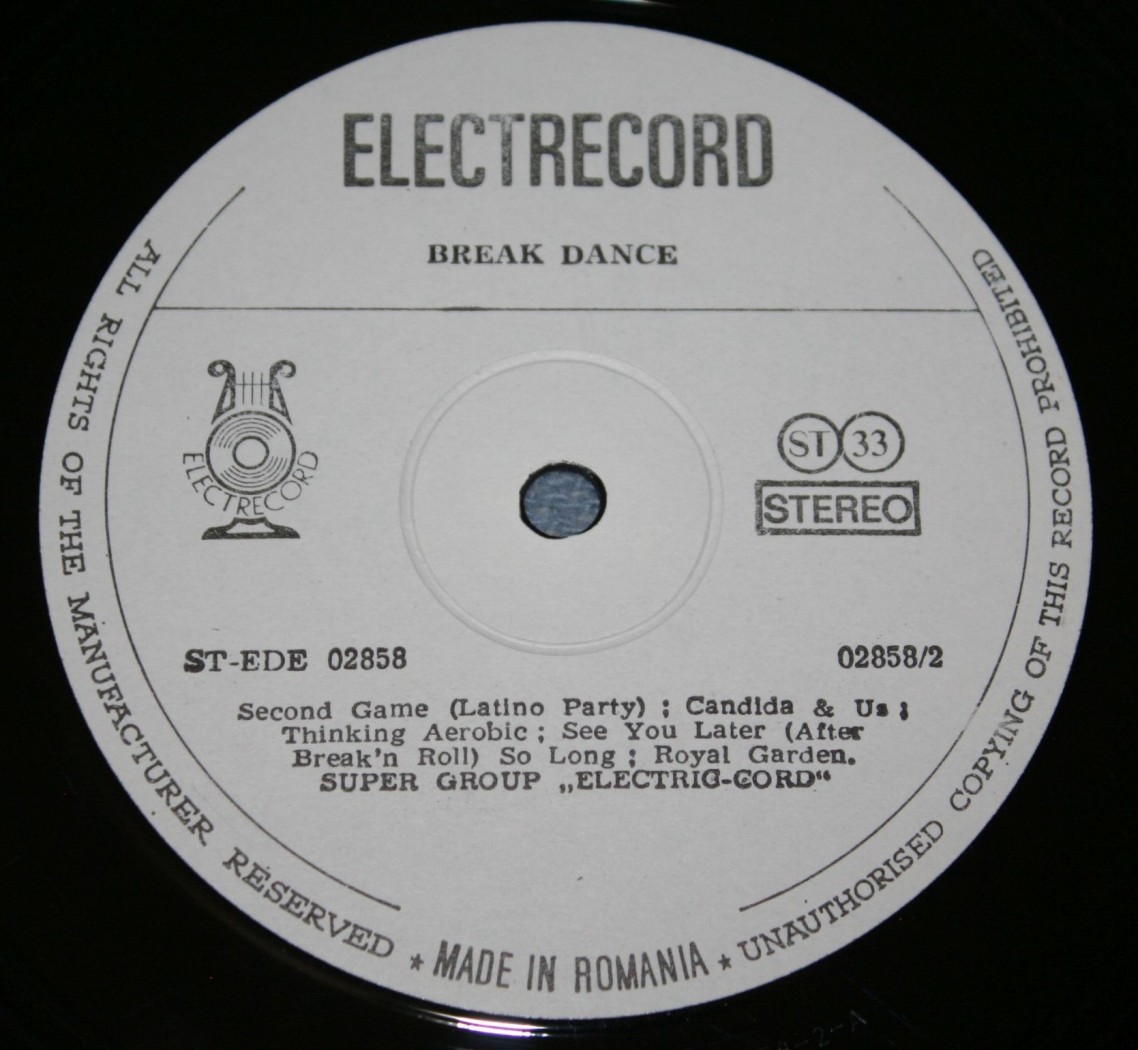 ELECTRECORD
BREAK DANCE
ELECTRECORD
ST 33
STEREO
ST-EDE 02858
02858/2
Second Game (Latino Party) ; Candida & Us ;
Thinking Aerobic ; See You Later (After
Break'n Roll) So Long ; Royal Garden.
SUPER GROUP „ELECTRIC-CORD“
ALL RIGHTS OF THE MANUFACTURER RESERVED ★ MADE IN ROMANIA ★ UNAUTHORISED COPYING OF THIS RECORD PROHIBITED